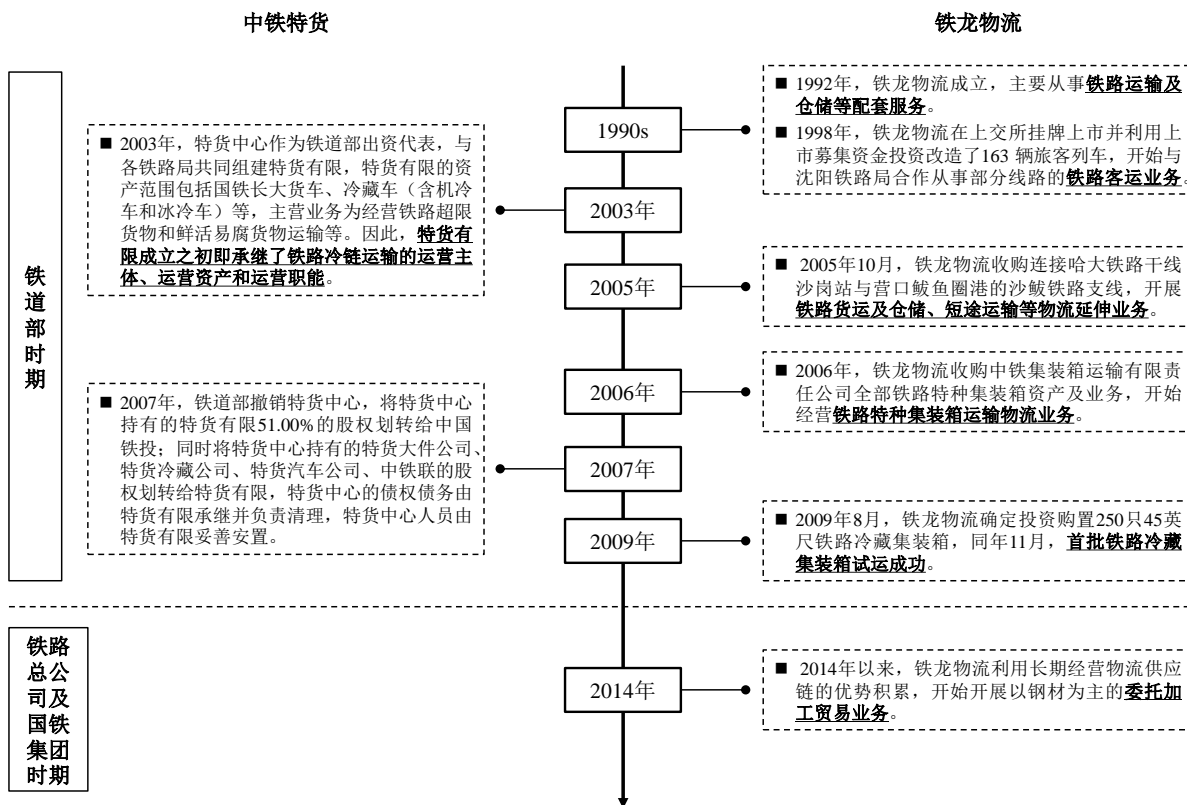 中铁特货
铁龙物流
铁道部时期
■ 1992年，铁龙物流成立，主要从事铁路运输及
仓储等配套服务。
■ 1998年，铁龙物流在上交所挂牌上市并利用上
市募集资金投资改造了163 辆旅客列车，开始与
沈阳铁路局合作从事部分线路的铁路客运业务。
1990s
■ 2003年，特货中心作为铁道部出资代表，与
各铁路局共同组建特货有限，特货有限的资
产范围包括国铁长大货车、冷藏车（含机冷
车和冰冷车）等，主营业务为经营铁路超限
货物和鲜活易腐货物运输等。因此，特货有
限成立之初即承继了铁路冷链运输的运营主
体、运营资产和运营职能。
2003年
2005年
■ 2005年10月，铁龙物流收购连接哈大铁路干线
沙岗站与营口鲅鱼圈港的沙鲅铁路支线，开展
铁路货运及仓储、短途运输等物流延伸业务。
2006年
■ 2006年，铁龙物流收购中铁集装箱运输有限责
任公司全部铁路特种集装箱资产及业务，开始
经营铁路特种集装箱运输物流业务。
■ 2007年，铁道部撤销特货中心，将特货中心
持有的特货有限51.00%的股权划转给中国
铁投；同时将特货中心持有的特货大件公司、
特货冷藏公司、特货汽车公司、中铁联的股
权划转给特货有限，特货中心的债权债务由
特货有限承继并负责清理，特货中心人员由
特货有限妥善安置。
2007年
2009年
■ 2009年8月，铁龙物流确定投资购置250只45英
尺铁路冷藏集装箱，同年11月，首批铁路冷藏
集装箱试运成功。
铁路
总公
司及
国铁
集团
时期
2014年
■ 2014年以来，铁龙物流利用长期经营物流供应
链的优势积累，开始开展以钢材为主的委托加
工贸易业务。